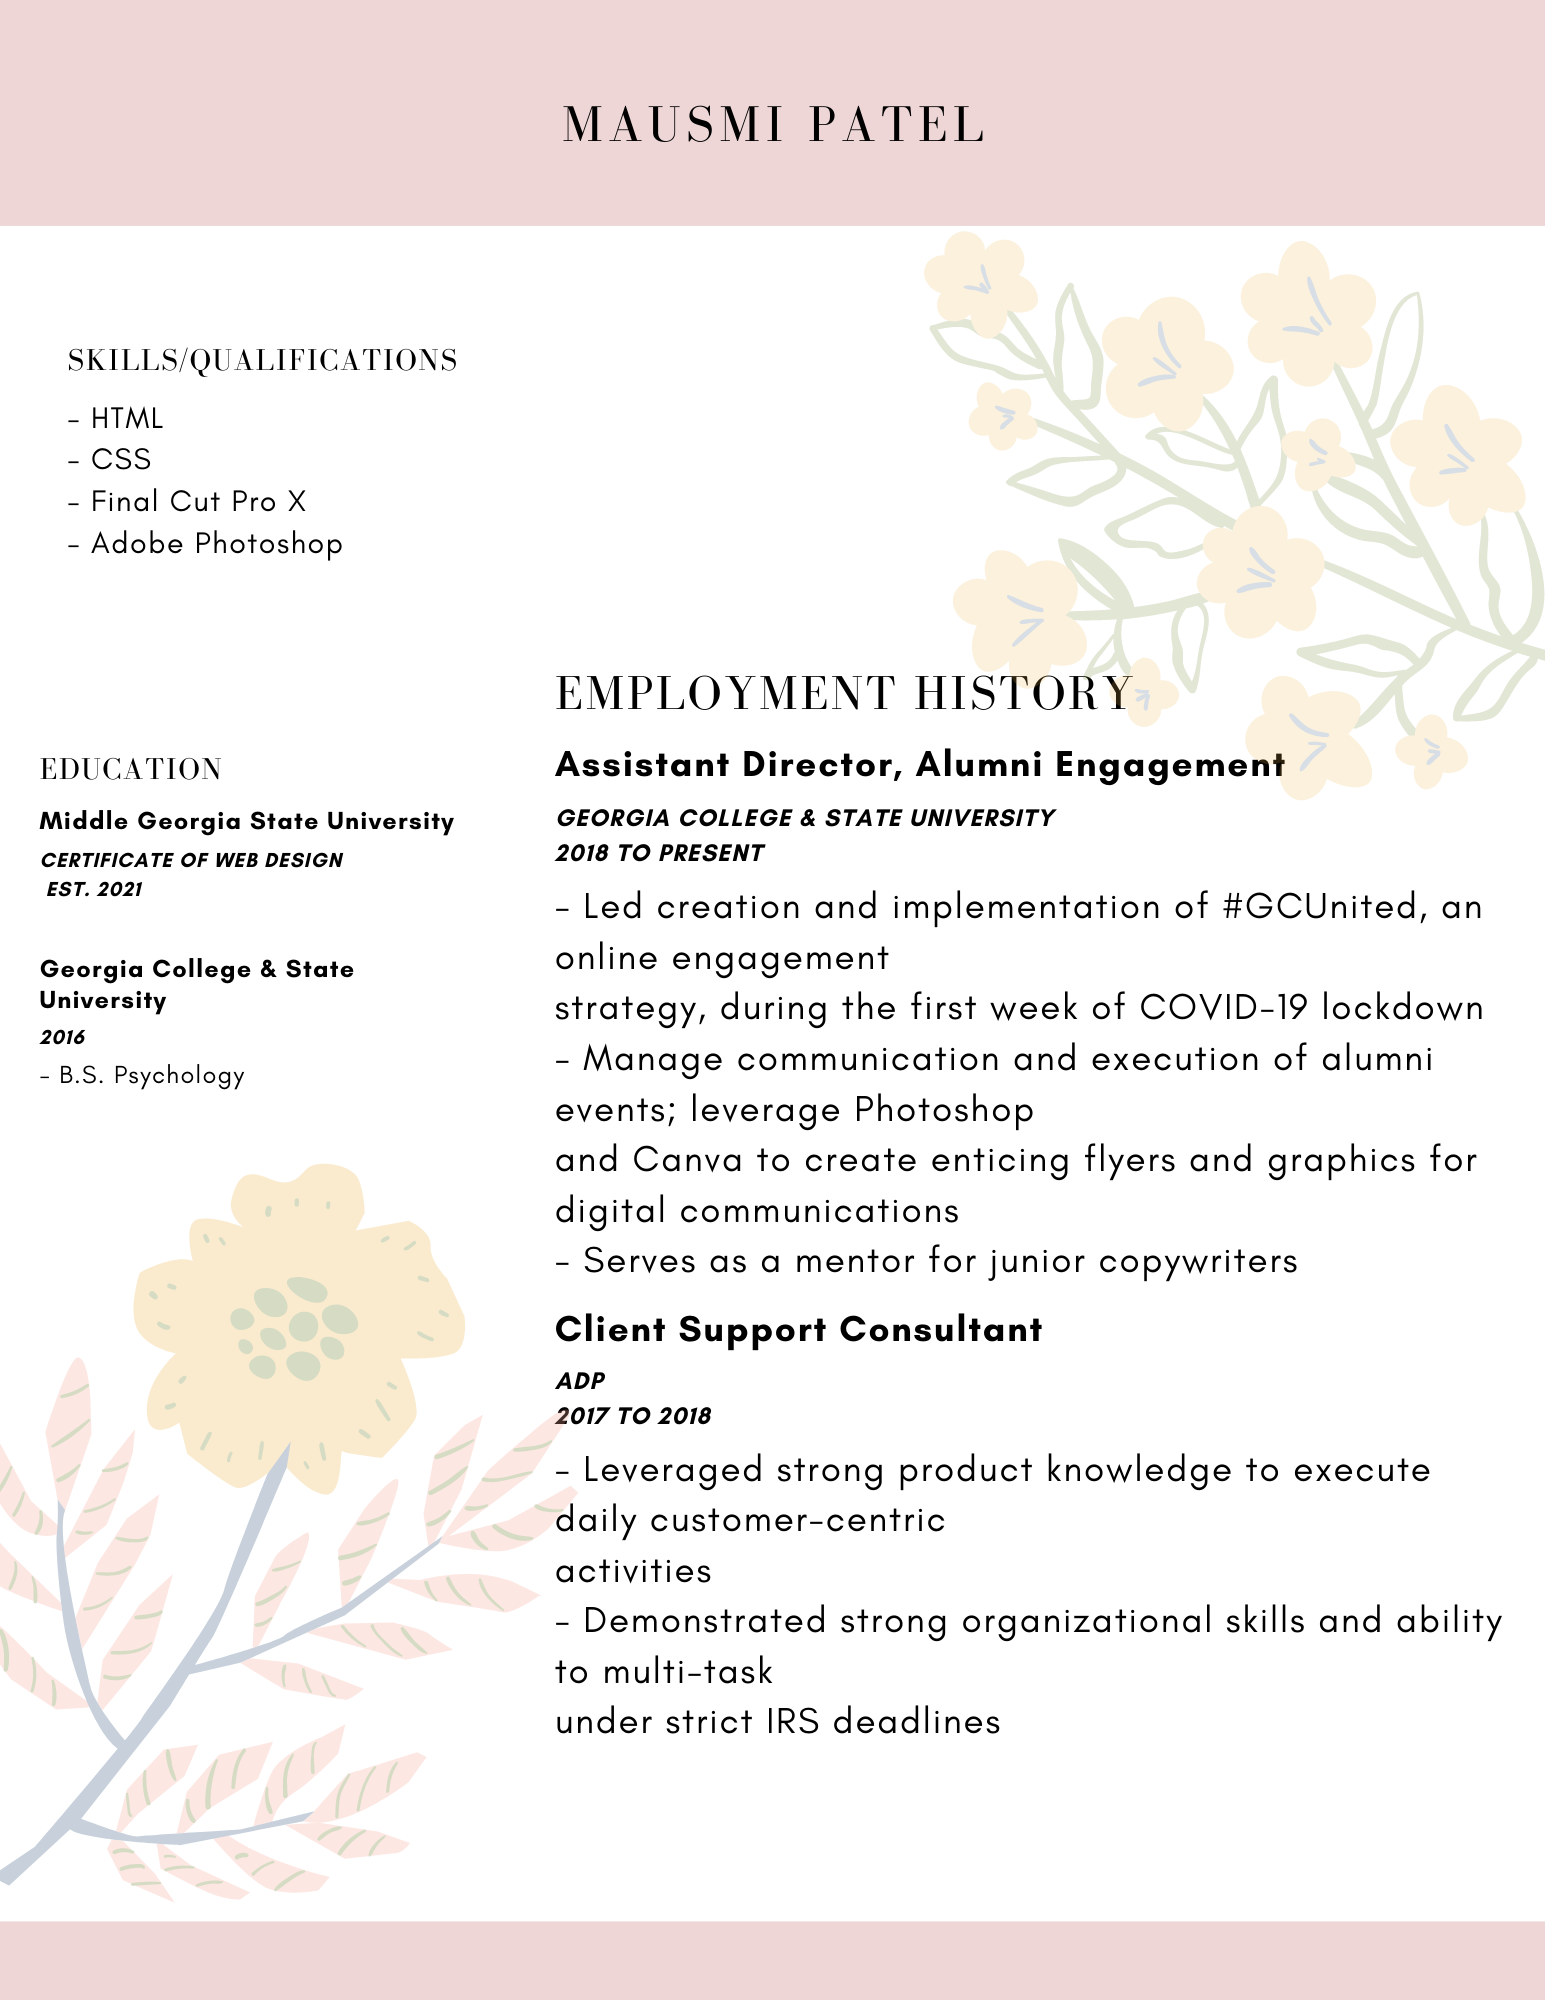 MAUSMI PATEL
SKILLS/QUALIFICATIONS
- HTML
- CSS
- Final Cut Pro X
- Adobe Photoshop
EDUCATION
Middle Georgia State University
CERTIFICATE OF WEB DESIGN
EST. 2021
Georgia College & State
University
2016
- B.S. Psychology
EMPLOYMENT HISTORY
Assistant Director, Alumni Engagement
GEORGIA COLLEGE & STATE UNIVERSITY
2018 TO PRESENT
- Led creation and implementation of #GCUnited, an
online engagement
strategy, during the first week of COVID-19 lockdown
- Manage communication and execution of alumni
events; leverage Photoshop
and Canva to create enticing flyers and graphics for
digital communications
- Serves as a mentor for junior copywriters
Client Support Consultant
ADP
2017 TO 2018
- Leveraged strong product knowledge to execute
daily customer-centric
activities
- Demonstrated strong organizational skills and ability
to multi-task
under strict IRS deadlines